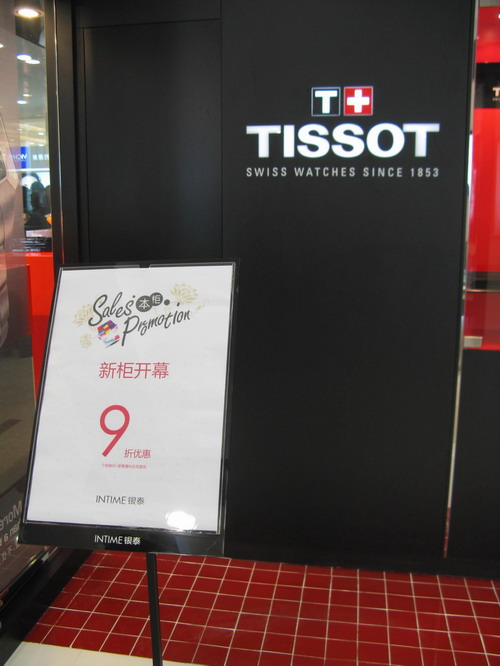 T+
TISSOT
SWISS WATCHES SINCE 1853
Sales 本柜
Promotion
新柜开幕
9折优惠
INTIME 银泰
INTIME 银泰